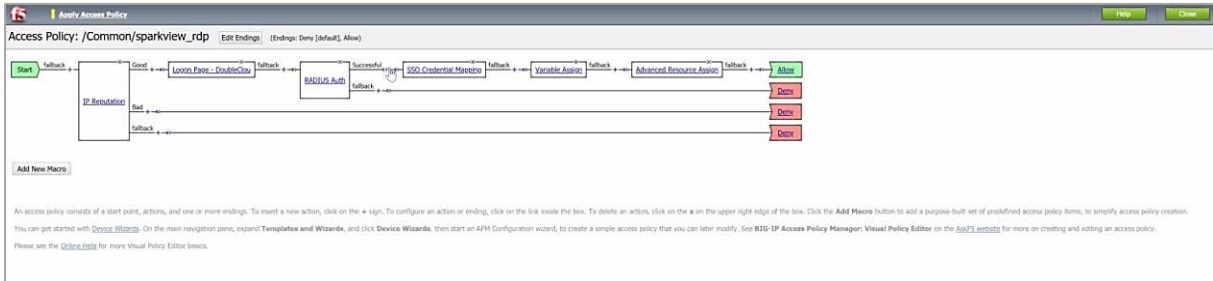 f5 Apply Access Policy Help Close
Access Policy: /Common/sparkview_rdp Edit Endings (Endings: Deny [default], Allow)
Start fallback + Good + Logon Page - DoubleClou fallback + RADIUS Auth Successful SSO Credential Mapping fallback + Variable Assign fallback + Advanced Resource Assign fallback + Allow
fallback + Deny
IP Reputation Bad + Deny
fallback + Deny
Add New Macro
An access policy consists of a start point, actions, and one or more endings. To insert a new action, click on the + sign. To configure an action or ending, click on the link inside the box. To delete an action, click on the x on the upper right edge of the box. Click the Add Macro button to add a purpose-built set of predefined access policy items, to simplify access policy creation.
You can get started with Device Wizards. On the main navigation pane, expand Templates and Wizards, and click Device Wizards, then start an APM Configuration wizard, to create a simple access policy that you can later modify. See BIG-IP Access Policy Manager: Visual Policy Editor on the AskF5 website for more on creating and editing an access policy.
Please see the Online Help for more Visual Policy Editor basics.